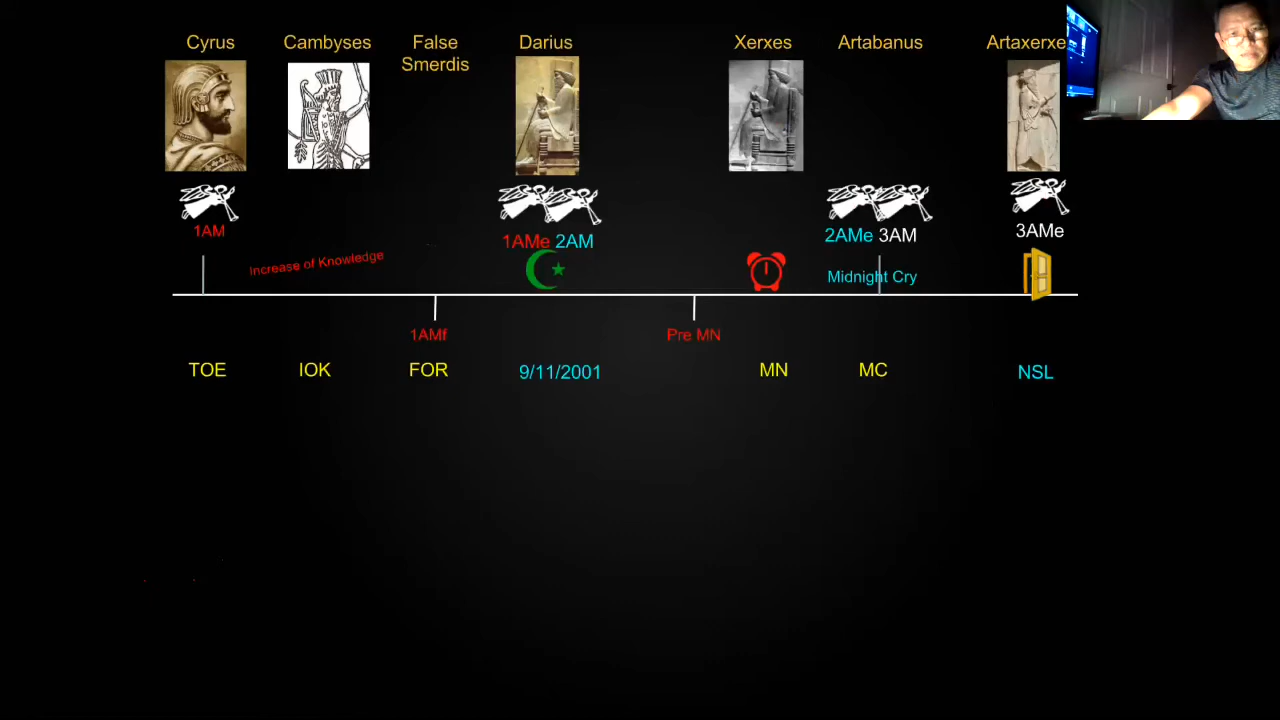 Cyrus
Cambyses
False
Smerdis
Darius
Xerxes
Artabanus
Artaxerxe
1AM
1AMe 2AM
2AMe 3AM
3AMe
Increase of Knowledge
Midnight Cry
1AMf
Pre MN
TOE
IOK
FOR
9/11/2001
MN
MC
NSL